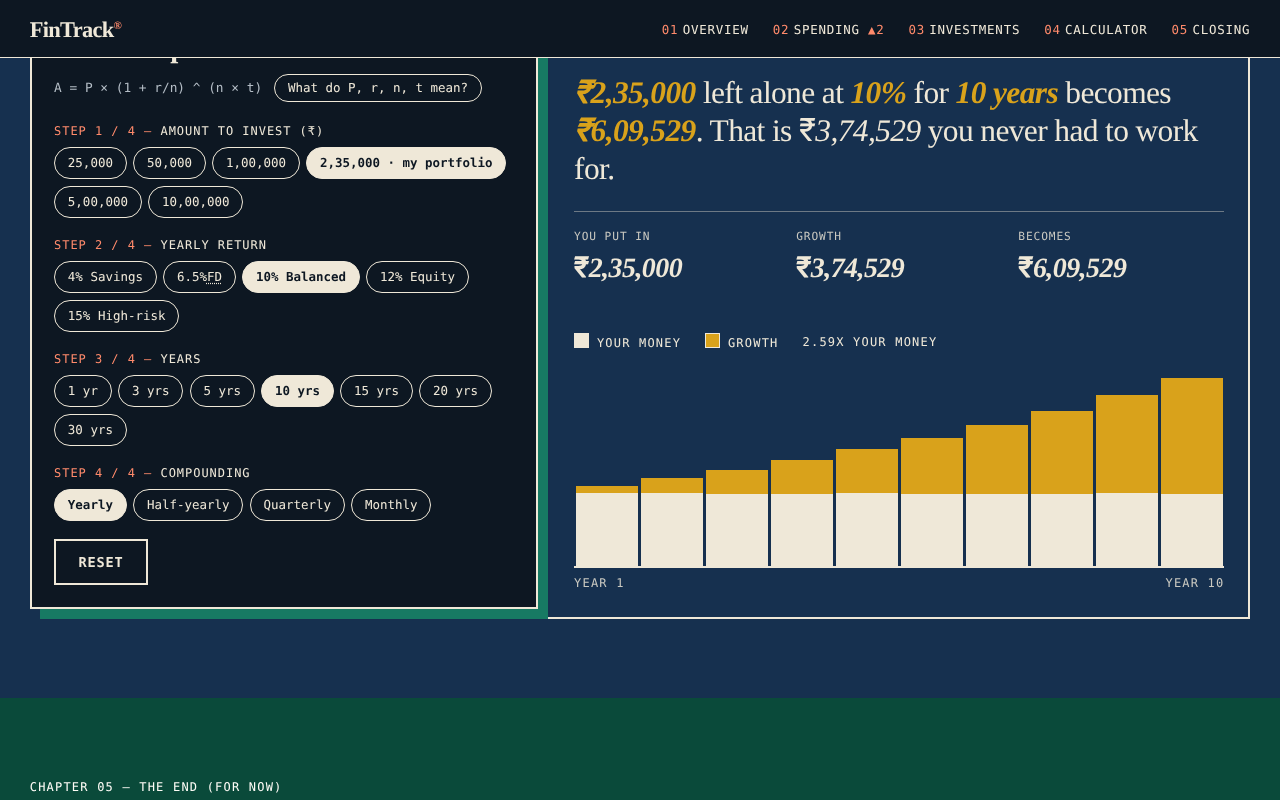 FinTrack®
01 OVERVIEW 02 SPENDING ▲2 03 INVESTMENTS 04 CALCULATOR 05 CLOSING
A = P × (1 + r/n) ^ (n × t) What do P, r, n, t mean?
STEP 1 / 4 — AMOUNT TO INVEST (₹)
25,000 50,000 1,00,000 2,35,000 · my portfolio
5,00,000 10,00,000
STEP 2 / 4 — YEARLY RETURN
4% Savings 6.5%FD 10% Balanced 12% Equity
15% High-risk
STEP 3 / 4 — YEARS
1 yr 3 yrs 5 yrs 10 yrs 15 yrs 20 yrs
30 yrs
STEP 4 / 4 — COMPOUNDING
Yearly Half-yearly Quarterly Monthly
RESET
₹2,35,000 left alone at 10% for 10 years becomes
₹6,09,529. That is ₹3,74,529 you never had to work
for.
YOU PUT IN GROWTH BECOMES
₹2,35,000 ₹3,74,529 ₹6,09,529
YOUR MONEY GROWTH 2.59X YOUR MONEY
YEAR 1 YEAR 10
CHAPTER 05 — THE END (FOR NOW)